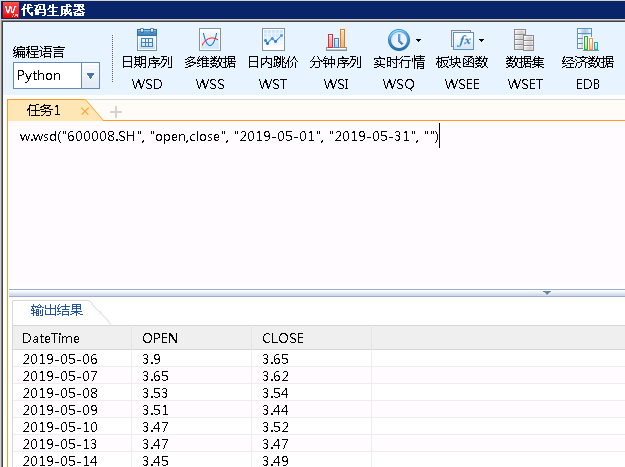 W. 代码生成器
编程语言
Python
日期序列 多维数据 日内跳价 分钟序列 实时行情 板块函数 数据集 经济数据
WSD WSS WST WSI WSQ WSEE WSET EDB
任务1 × +
w.wsd("600008.SH", "open,close", "2019-05-01", "2019-05-31", "")
输出结果
DateTime OPEN CLOSE
2019-05-06 3.9 3.65
2019-05-07 3.65 3.62
2019-05-08 3.53 3.54
2019-05-09 3.51 3.44
2019-05-10 3.47 3.52
2019-05-13 3.47 3.47
2019-05-14 3.45 3.49